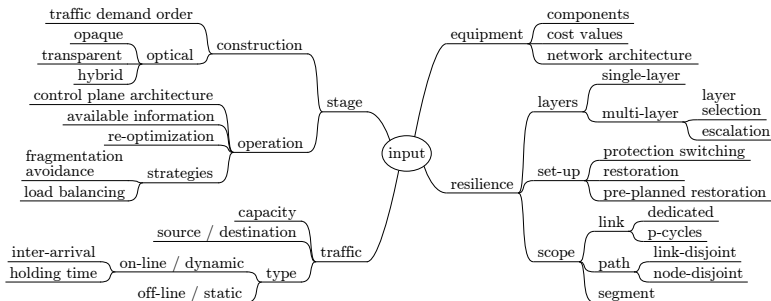 traffic demand order
construction
opaque
transparent
optical
hybrid
control plane architecture
available information
re-optimization
operation
fragmentation
avoidance
strategies
load balancing
stage
input
capacity
source / destination
traffic
inter-arrival
on-line / dynamic
holding time
type
off-line / static
equipment
components
cost values
network architecture
resilience
layers
single-layer
multi-layer
layer
selection
escalation
set-up
protection switching
restoration
pre-planned restoration
scope
link
dedicated
p-cycles
path
link-disjoint
node-disjoint
segment